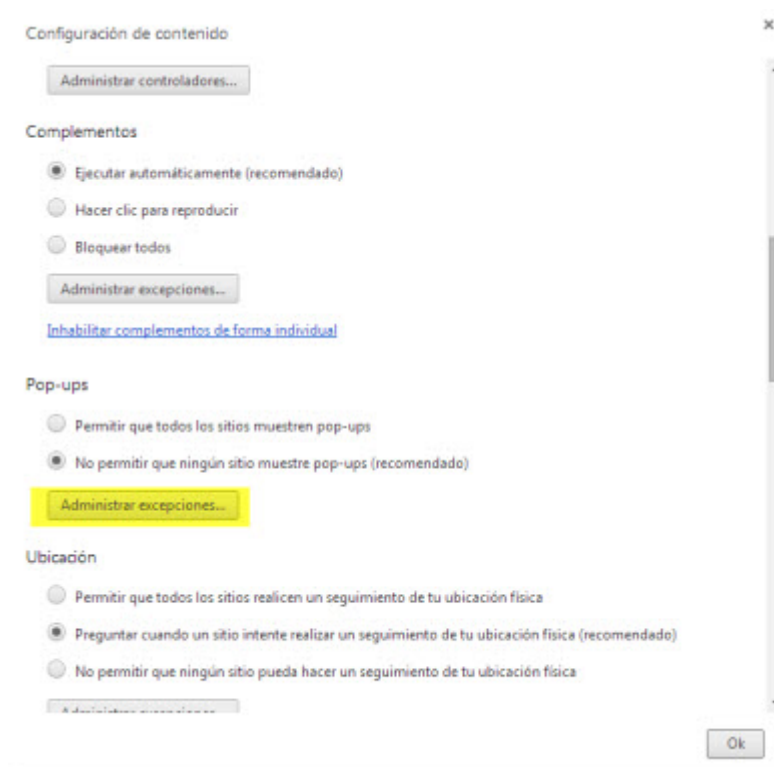 Configuración de contenido
Administrar controladores...
Complementos
Ejecutar automáticamente (recomendado)
Hacer clic para reproducir
Bloquear todos
Administrar excepciones...
Inhabilitar complementos de forma individual
Pop-ups
Permitir que todos los sitios muestren pop-ups
No permitir que ningún sitio muestre pop-ups (recomendado)
Administrar excepciones...
Ubicación
Permitir que todos los sitios realicen un seguimiento de tu ubicación física
Preguntar cuando un sitio intente realizar un seguimiento de tu ubicación física (recomendado)
No permitir que ningún sitio pueda hacer un seguimiento de tu ubicación física
Ok